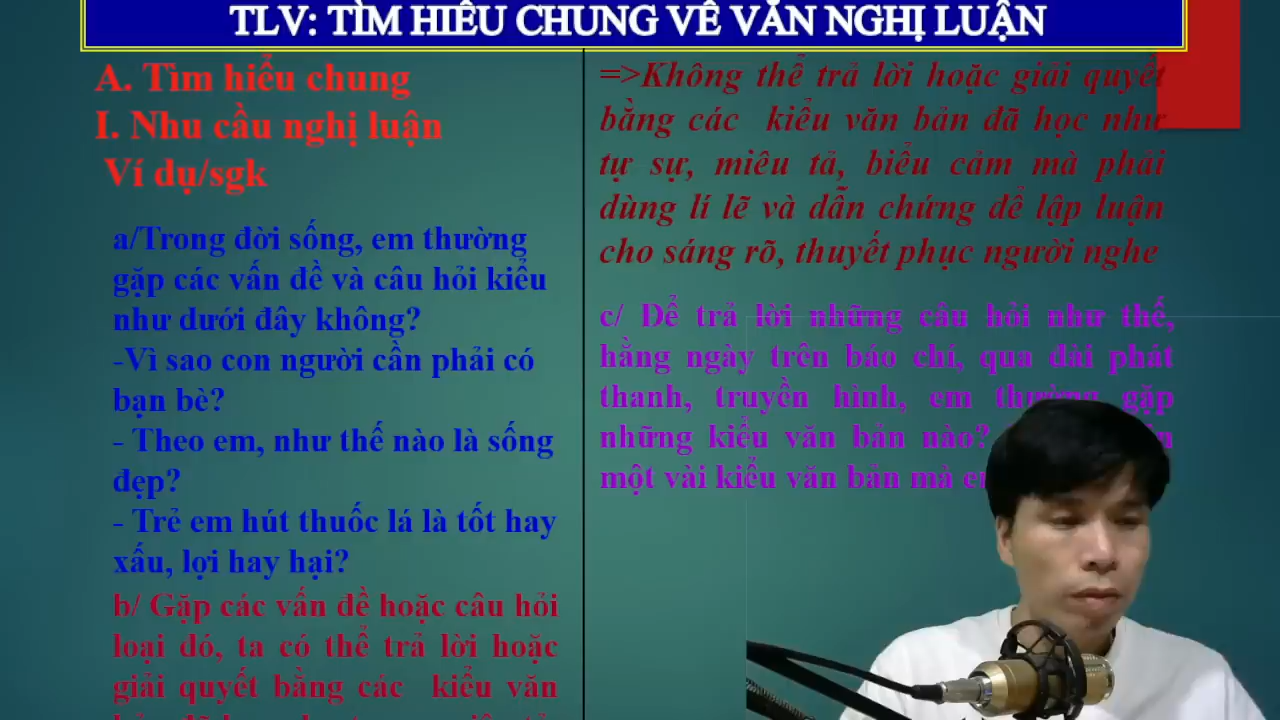 TLV: TÌM HIỂU CHUNG VỀ VĂN NGHỊ LUẬN
A. Tìm hiểu chung
I. Nhu cầu nghị luận
Ví dụ/sgk
a/Trong đời sống, em thường
gặp các vấn đề và câu hỏi kiểu
như dưới đây không?
-Vì sao con người cần phải có
bạn bè?
- Theo em, như thế nào là sống
đẹp?
- Trẻ em hút thuốc lá là tốt hay
xấu, lợi hay hại?
b/ Gặp các vấn đề hoặc câu hỏi
loại đó, ta có thể trả lời hoặc
giải quyết bằng các kiểu văn
=>Không thể trả lời hoặc giải quyết
bằng các kiểu văn bản đã học như
tự sự, miêu tả, biểu cảm mà phải
dùng lí lẽ và dẫn chứng để lập luận
cho sáng rõ, thuyết phục người nghe
c/ Để trả lời những câu hỏi như thế,
hằng ngày trên báo chí, qua đài phát
thanh, truyền hình, em thường gặp
những kiểu văn bản nào?
một vài kiểu văn bản mà